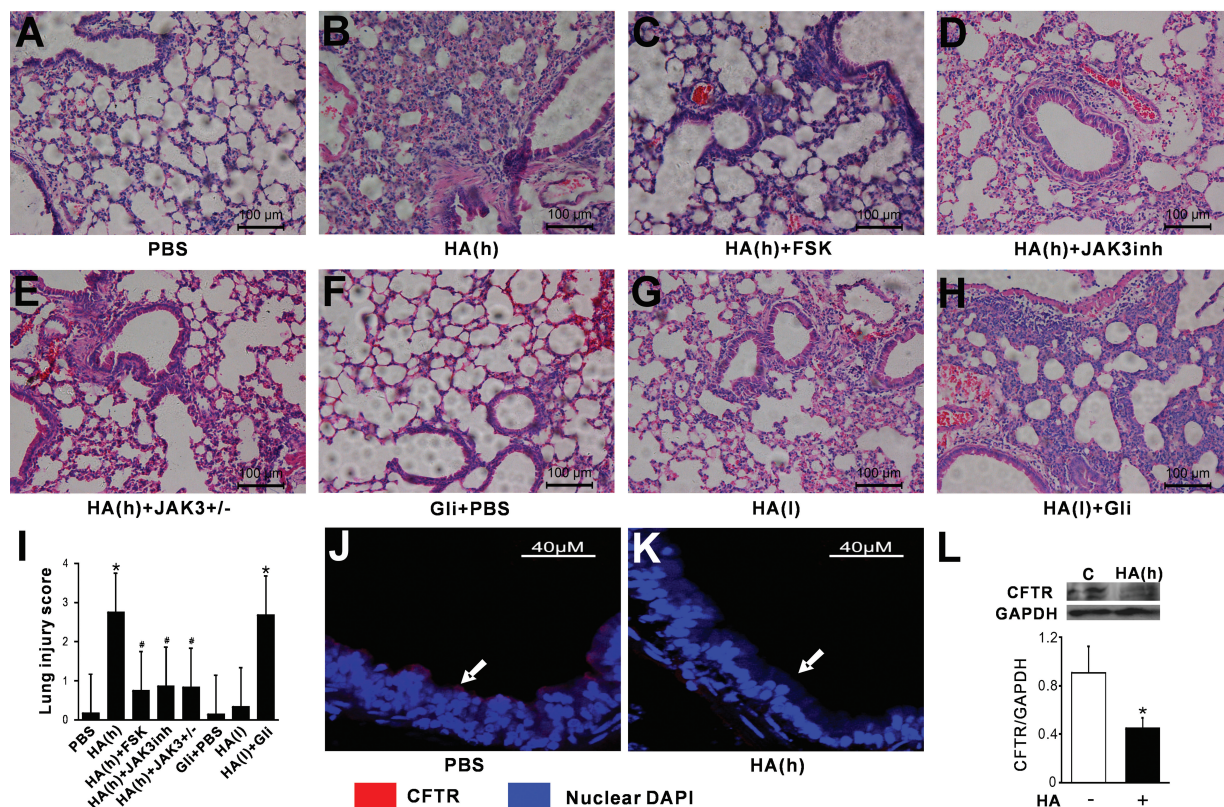 A
100 µm
PBS
B
100 µm
HA(h)
C
100 µm
HA(h)+FSK
D
100 µm
HA(h)+JAK3inh
E
100 µm
HA(h)+JAK3+/-
F
100 µm
Gli+PBS
G
100 µm
HA(l)
H
100 µm
HA(l)+Gli
I
Lung injury score
4
3
2
1
0
*
#
#
#
*
PBS
HA(h)
HA(h)+FSK
HA(h)+JAK3inh
HA(h)+JAK3+/-
Gli+PBS
HA(l)
HA(l)+Gli
J
40µM
PBS
K
40µM
HA(h)
CFTR
Nuclear DAPI
L
C HA(h)
CFTR
GAPDH
CFTR/GAPDH
1.2
0.8
0.4
0
*
HA - +